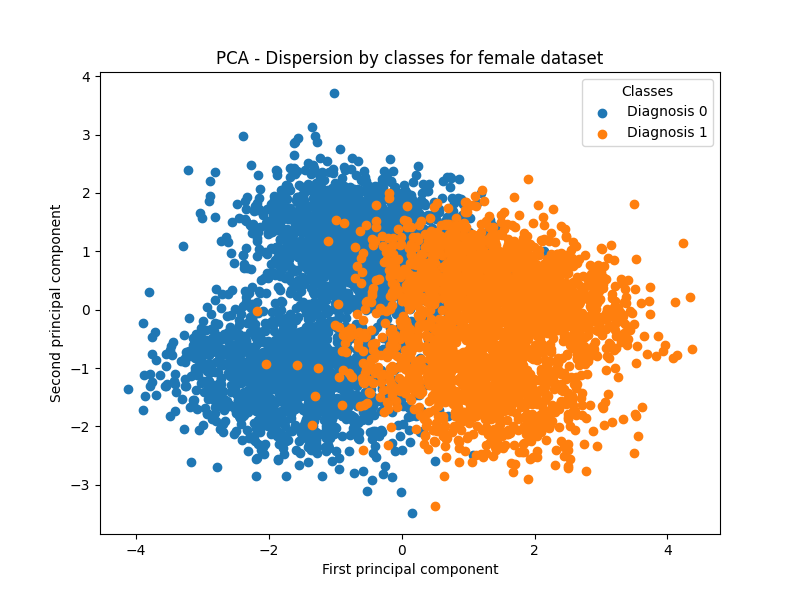 PCA - Dispersion by classes for female dataset
Classes
Diagnosis 0
Diagnosis 1
Second principal component
4
3
2
1
0
−1
−2
−3
−4
−2
0
2
4
First principal component